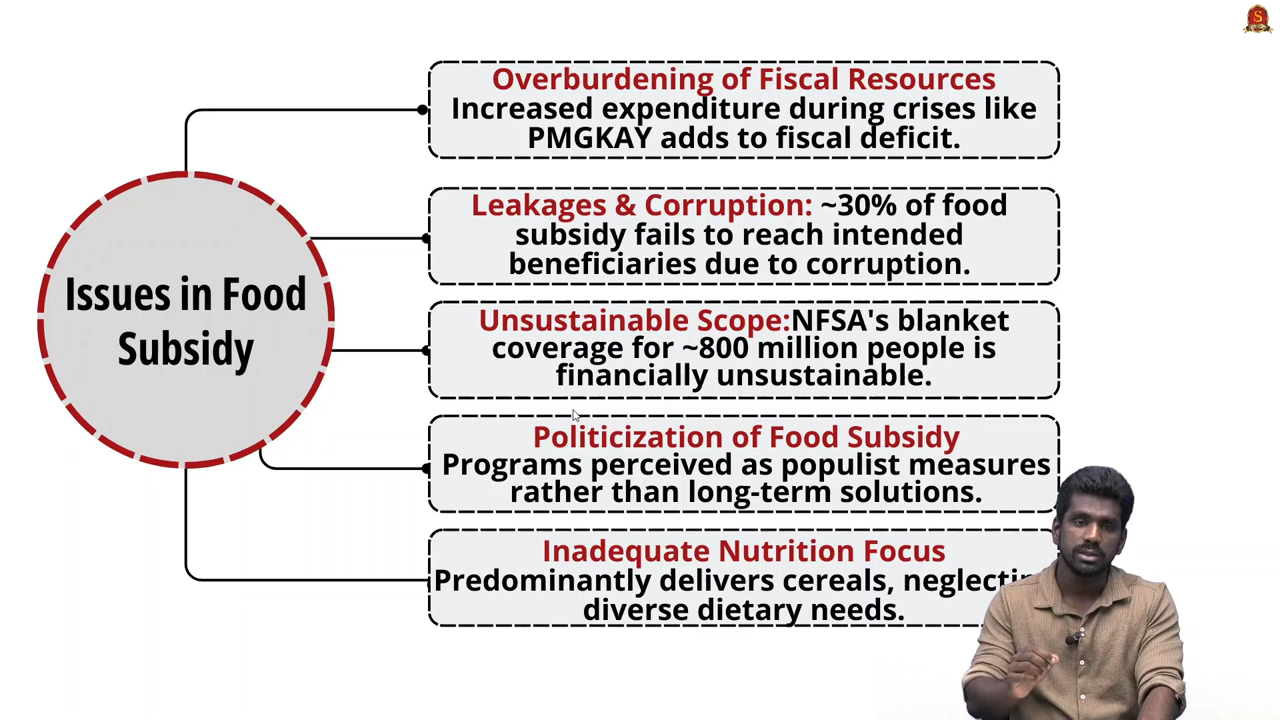 Overburdening of Fiscal Resources
Increased expenditure during crises like
PMGKAY adds to fiscal deficit.
Leakages & Corruption: ~30% of food
subsidy fails to reach intended
beneficiaries due to corruption.
Issues in Food
Subsidy
Unsustainable Scope:NFSA's blanket
coverage for ~800 million people is
financially unsustainable.
Politicization of Food Subsidy
Programs perceived as populist measures
rather than long-term solutions.
Inadequate Nutrition Focus
Predominantly delivers cereals,
diverse dietary needs.